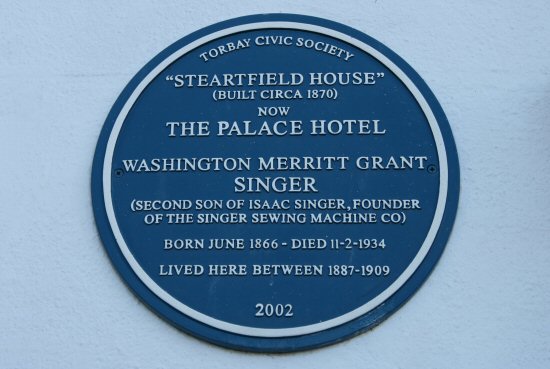 TORBAY CIVIC SOCIETY
"STEARTFIELD HOUSE"
(BUILT CIRCA 1870)
NOW
THE PALACE HOTEL
WASHINGTON MERRITT GRANT
SINGER
(SECOND SON OF ISAAC SINGER, FOUNDER
OF THE SINGER SEWING MACHINE CO)
BORN JUNE 1866 - DIED 11-2-1934
LIVED HERE BETWEEN 1887-1909
2002